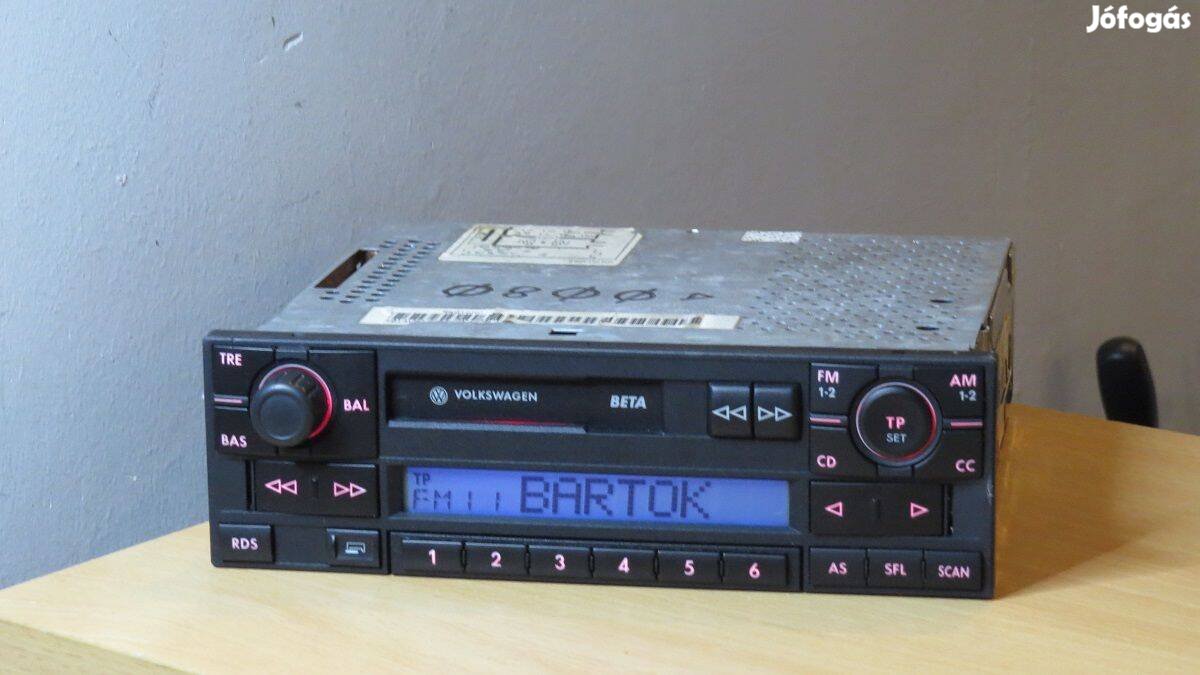 Jófogás
TRE
BAL
BAS
VOLKSWAGEN
BETA
FM
1-2
AM
1-2
TP
SET
CD
CC
TP
FM11 BARTOK
RDS
1 2 3 4 5 6
AS SFL SCAN